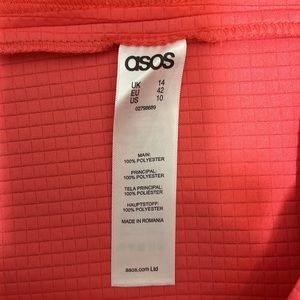 asos
UK 14
EU 42
US 10
02798689
MAIN:
100% POLYESTER
PRINCIPAL:
100% POLYESTER
TELA PRINCIPAL:
100% POLIÉSTER
HAUPTSTOFF:
100% POLYESTER
MADE IN ROMANIA
asos.com Ltd